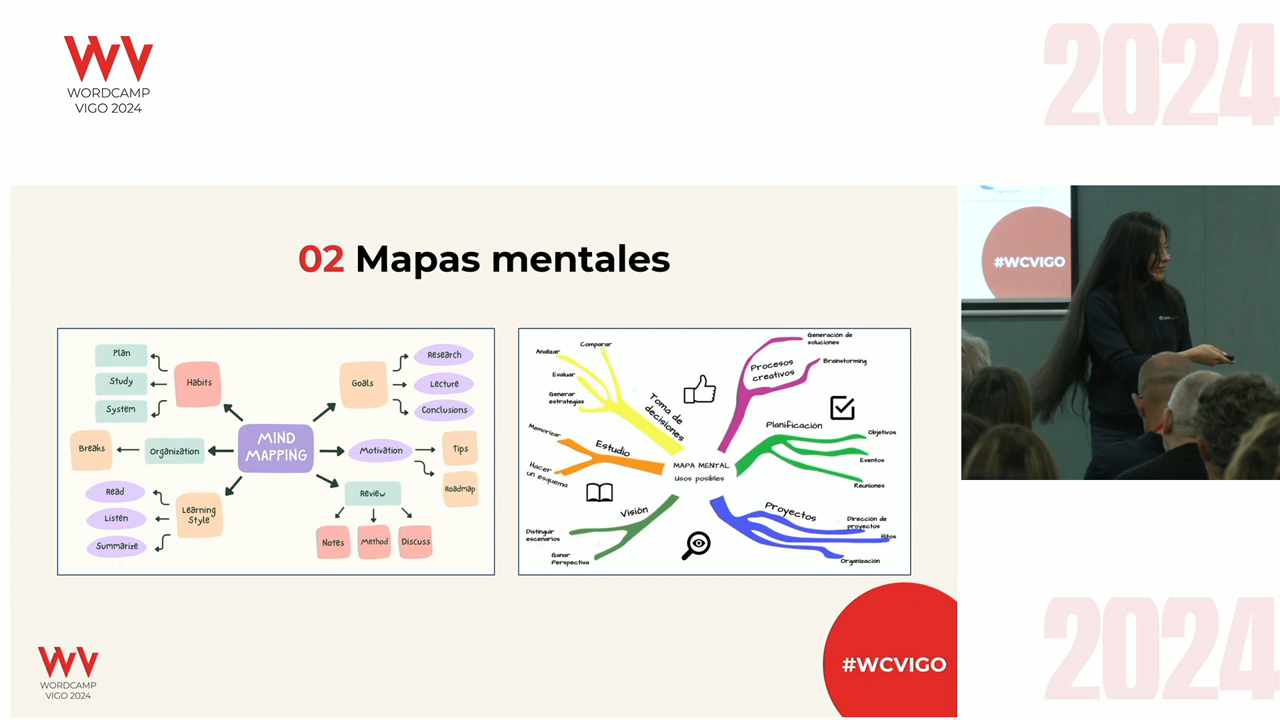 WORDCAMP
VIGO 2024
2024
02 Mapas mentales
Plan
Study
System
Habits
Goals
Research
Lecture
Conclusions
Breaks
Organization
MIND
MAPPING
Motivation
Tips
Roadmap
Read
Listen
Summarize
Learning
Style
Review
Notes
Method
Discuss
Analizar
Comparar
Evaluar
Generar
estrategias
Toma de
decisiones
Procesos
creativos
Generación de
soluciones
Brainstorming
Memorizar
Hacer
un esquema
Estudio
MAPA MENTAL
Usos posibles
Planificación
Objetivos
Eventos
Reuniones
Visión
Distinguir
escenarios
Ganar
Perspectiva
Proyectos
Dirección de
proyectos
Hitos
Organización
#WCVIGO
WORDCAMP
VIGO 2024
#WCVIGO
2024